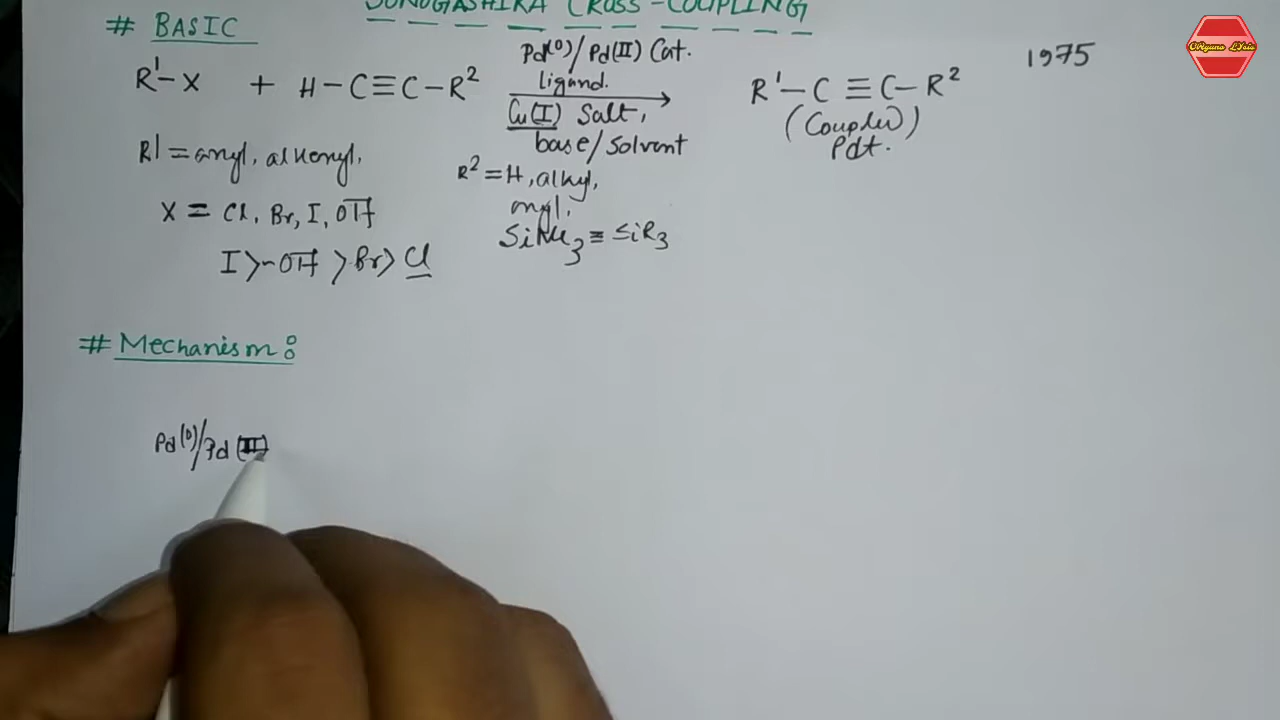 SONOGASHIRA CROSS-COUPLING
# BASIC
1975
R¹-X + H-C≡C-R²
Pd(0)/Pd(II) Cat.
ligand.
Cu(I) Salt,
base/solvent
R¹-C≡C-R²
(Coupled)
Pdt.
R¹ = aryl, alkenyl.
R² = H, alkyl,
aryl,
SiMe₃ ≡ SiR₃
X = Cl, Br, I, OTf
I > -OTf > Br > Cl
# Mechanism:
Pd(0)/Pd(II)